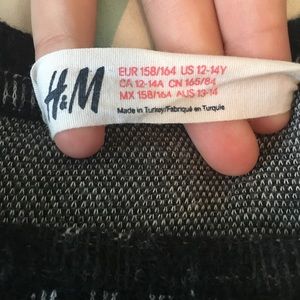 H&M
EUR 158/164 US 12-14Y
CA 12-14A CN 165/84
MX 158/164 AUS 13-14
Made in Turkey/Fabriqué en Turquie